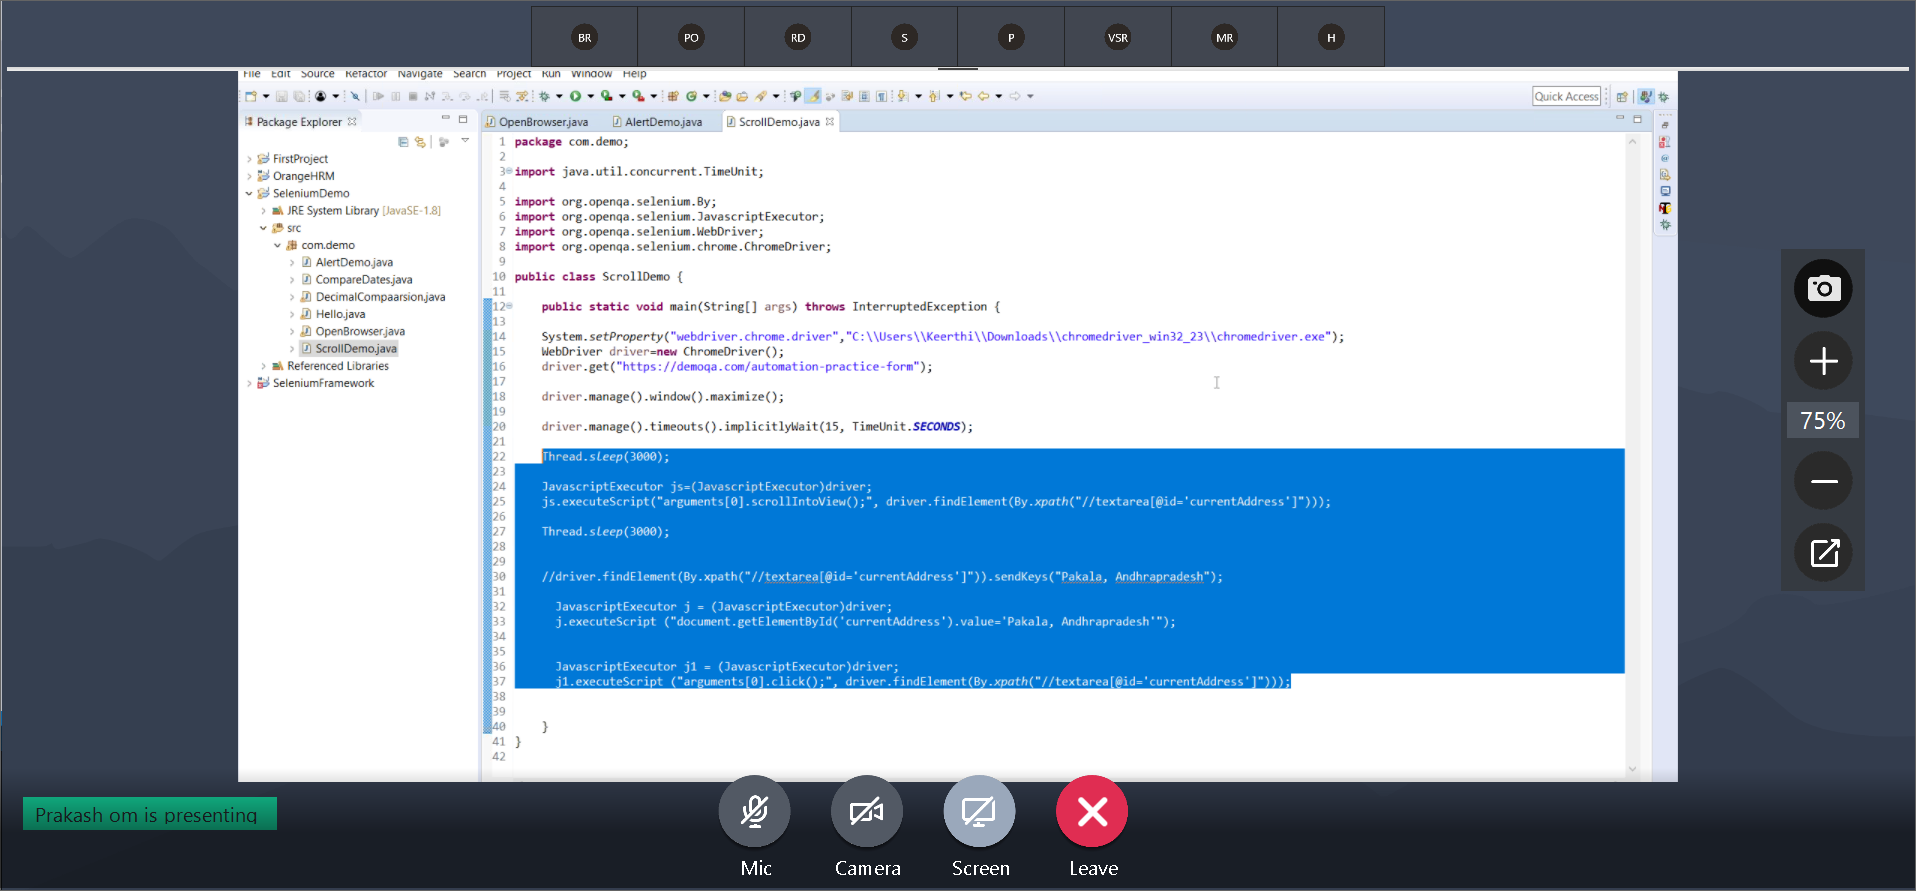 BR PO RD S P VSR MR H
File Edit Source Refactor Navigate Search Project Run Window Help
Quick Access
Package Explorer
OpenBrowser.java AlertDemo.java ScrollDemo.java
FirstProject
OrangeHRM
SeleniumDemo
JRE System Library [JavaSE-1.8]
src
com.demo
AlertDemo.java
CompareDates.java
DecimalCompaarsion.java
Hello.java
OpenBrowser.java
ScrollDemo.java
Referenced Libraries
SeleniumFramework
1 package com.demo;
2
3 import java.util.concurrent.TimeUnit;
4
5 import org.openqa.selenium.By;
6 import org.openqa.selenium.JavascriptExecutor;
7 import org.openqa.selenium.WebDriver;
8 import org.openqa.selenium.chrome.ChromeDriver;
9
10 public class ScrollDemo {
11
12 public static void main(String[] args) throws InterruptedException {
13
14 System.setProperty("webdriver.chrome.driver","C:\\Users\\Keerthi\\Downloads\\chromedriver_win32_23\\chromedriver.exe");
15 WebDriver driver=new ChromeDriver();
16 driver.get("https://demoqa.com/automation-practice-form");
17
18 driver.manage().window().maximize();
19
20 driver.manage().timeouts().implicitlyWait(15, TimeUnit.SECONDS);
21
22 Thread.sleep(3000);
23
24 JavascriptExecutor js=(JavascriptExecutor)driver;
25 js.executeScript("arguments[0].scrollIntoView();", driver.findElement(By.xpath("//textarea[@id='currentAddress']")));
26
27 Thread.sleep(3000);
28
29
30 //driver.findElement(By.xpath("//textarea[@id='currentAddress']")).sendKeys("Pakala, Andhrapradesh");
31
32 JavascriptExecutor j = (JavascriptExecutor)driver;
33 j.executeScript ("document.getElementById('currentAddress').value='Pakala, Andhrapradesh'");
34
35
36 JavascriptExecutor j1 = (JavascriptExecutor)driver;
37 j1.executeScript ("arguments[0].click();", driver.findElement(By.xpath("//textarea[@id='currentAddress']")));
38
39
40 }
41 }
42
75%
Prakash om is presenting
Mic Camera Screen Leave